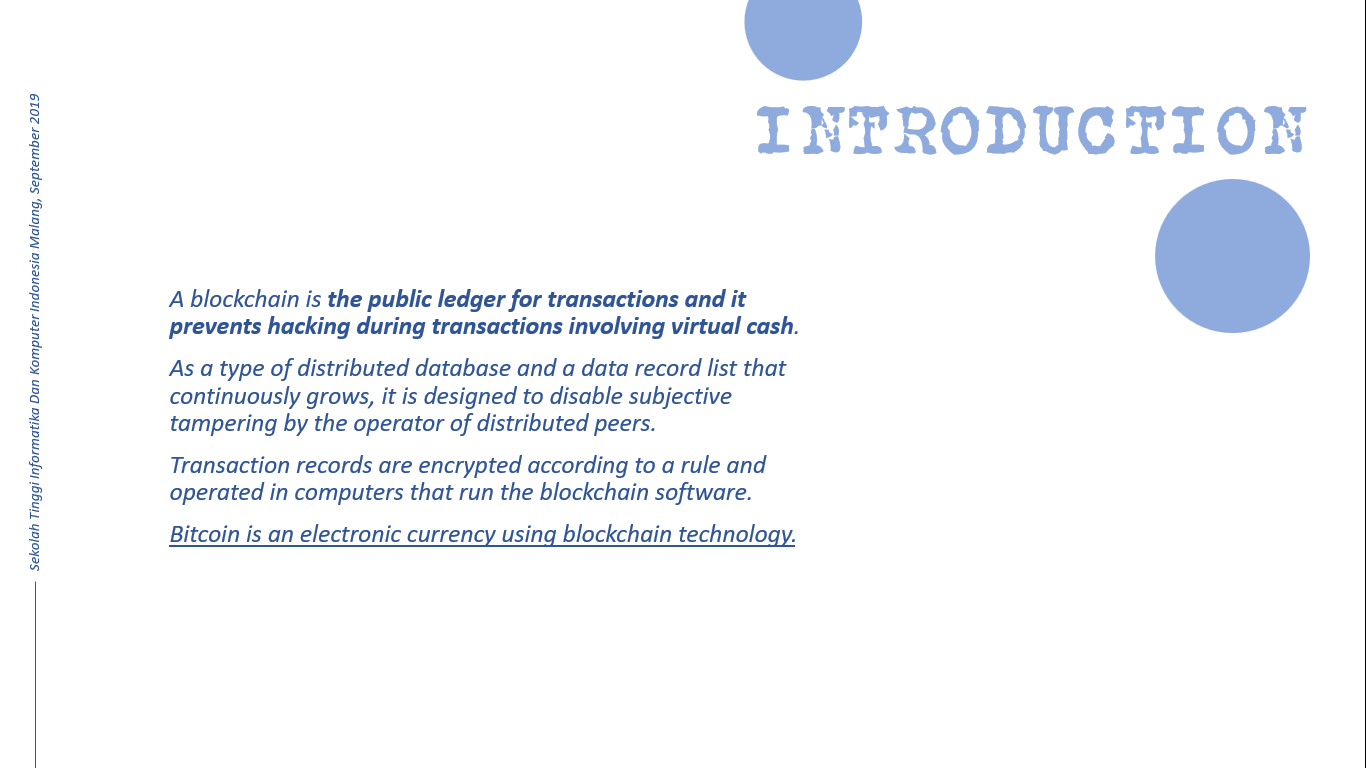 INTRODUCTION
A blockchain is the public ledger for transactions and it
prevents hacking during transactions involving virtual cash.
As a type of distributed database and a data record list that
continuously grows, it is designed to disable subjective
tampering by the operator of distributed peers.
Transaction records are encrypted according to a rule and
operated in computers that run the blockchain software.
Bitcoin is an electronic currency using blockchain technology.
Sekolah Tinggi Informatika Dan Komputer Indonesia Malang, September 2019